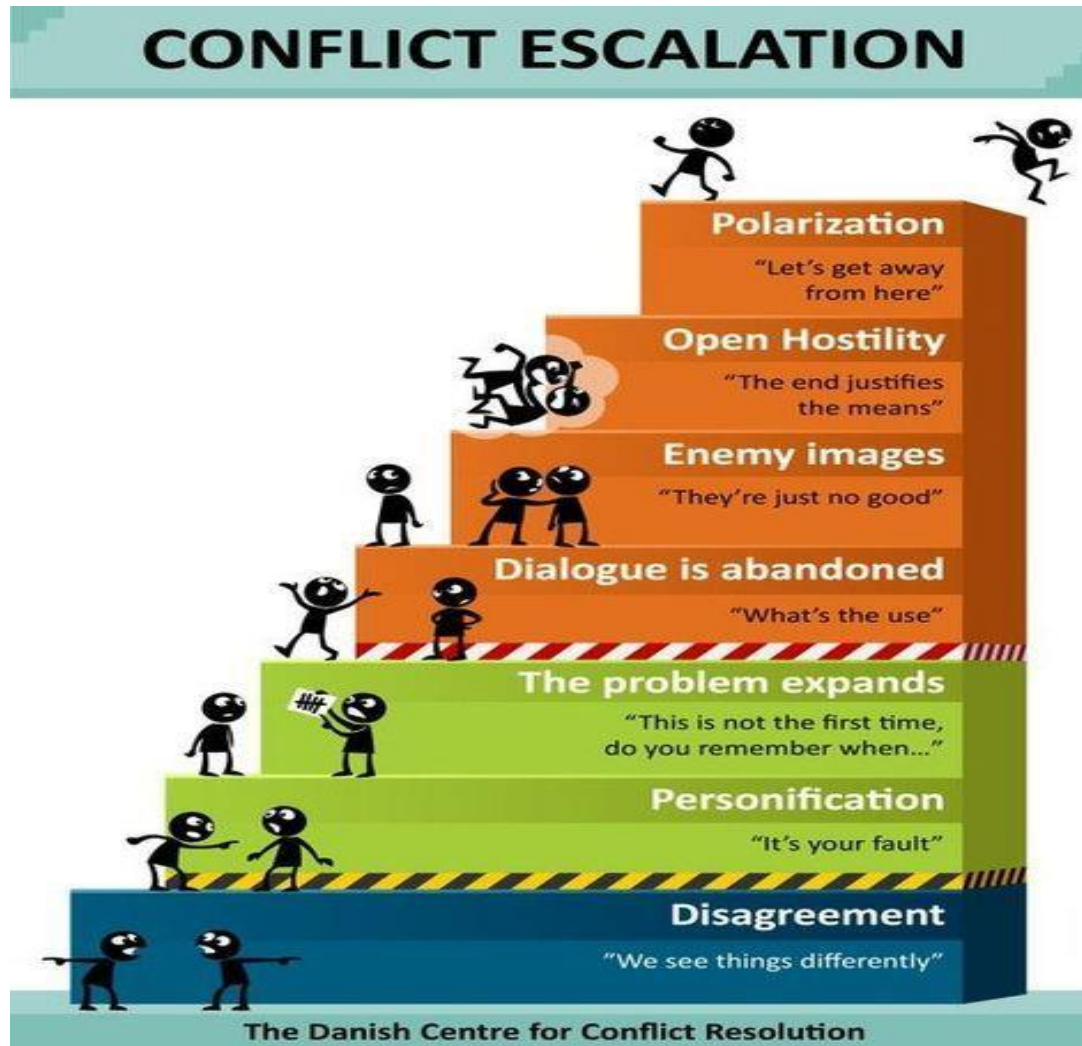 CONFLICT ESCALATION
Polarization
“Let’s get away
from here”
Open Hostility
“The end justifies
the means”
Enemy images
“They’re just no good”
Dialogue is abandoned
“What’s the use”
The problem expands
“This is not the first time,
do you remember when...”
Personification
“It’s your fault”
Disagreement
“We see things differently”
The Danish Centre for Conflict Resolution